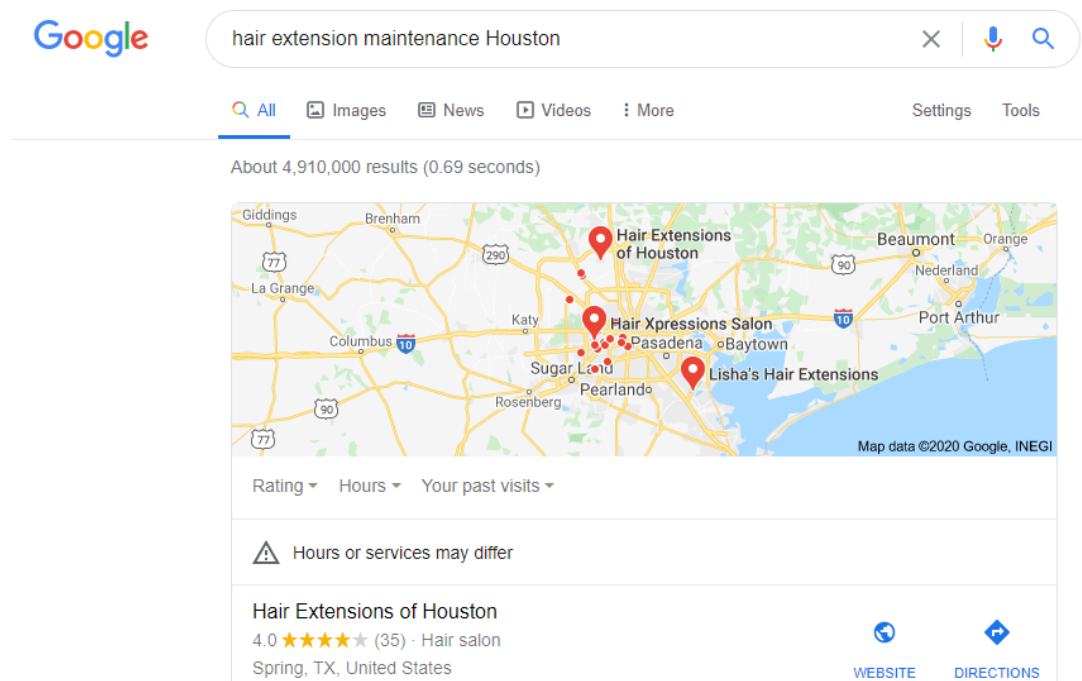 Google
hair extension maintenance Houston
All Images News Videos More Settings Tools
About 4,910,000 results (0.69 seconds)
Giddings
Brenham
290
Hair Extensions
of Houston
Beaumont
Orange
77
90
Nederland
La Grange
Port Arthur
Katy
10
Hair Xpressions Salon
Columbus
10
Pasadena
Baytown
Sugar Land
Lisha's Hair Extensions
Pearland
Rosenberg
90
77
Map data ©2020 Google, INEGI
Rating Hours Your past visits
Hours or services may differ
Hair Extensions of Houston
4.0 (35) · Hair salon
Spring, TX, United States
WEBSITE DIRECTIONS